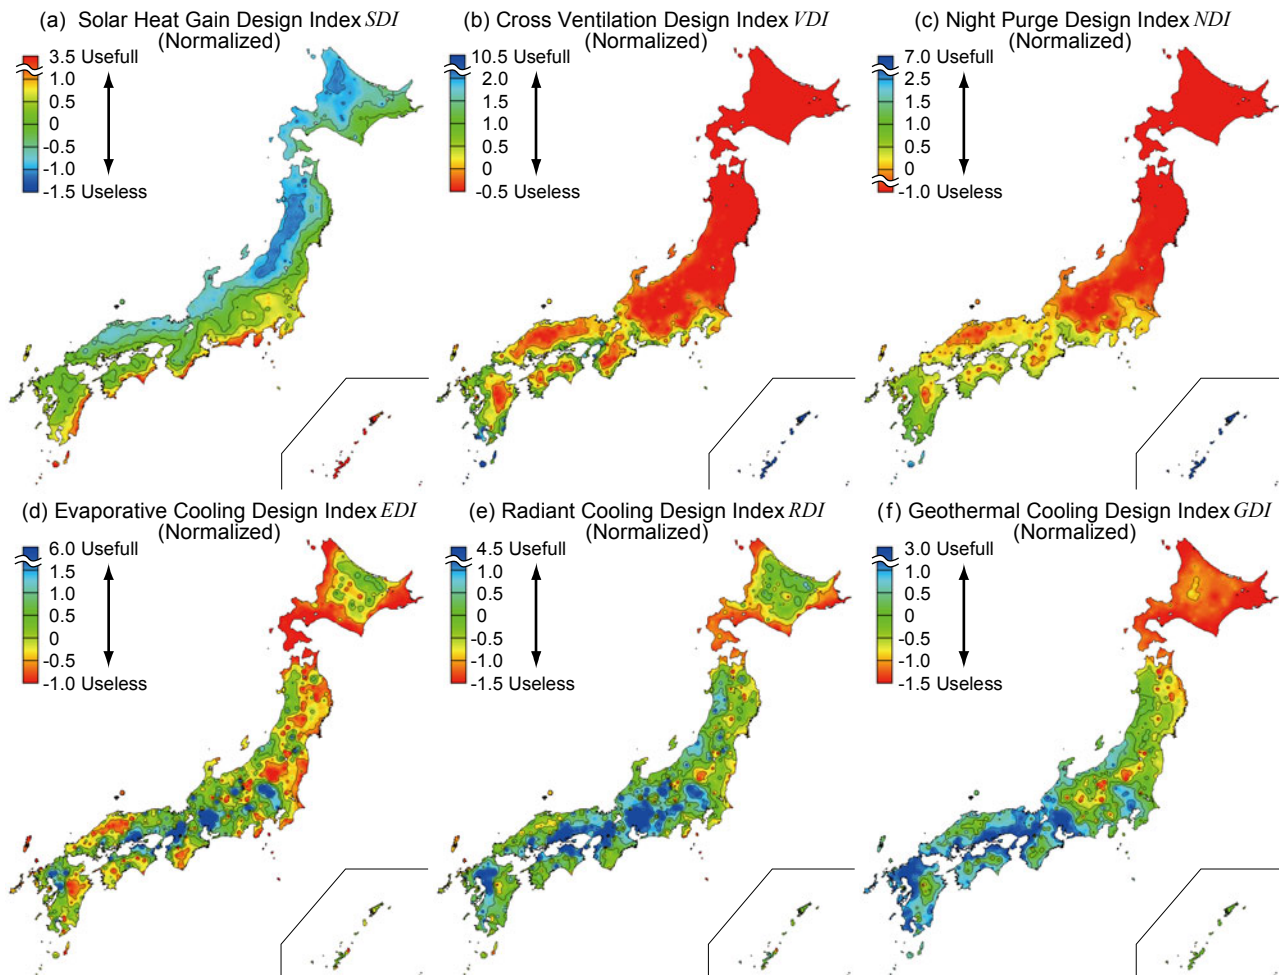 (a) Solar Heat Gain Design Index SDI
(Normalized)
3.5 Usefull
1.0
0.5
0
-0.5
-1.0
-1.5 Useless
(b) Cross Ventilation Design Index VDI
(Normalized)
10.5 Usefull
2.0
1.5
1.0
0.5
0
-0.5 Useless
(c) Night Purge Design Index NDI
(Normalized)
7.0 Usefull
2.5
1.0
0.5
0
-1.0 Useless
(d) Evaporative Cooling Design Index EDI
(Normalized)
6.0 Usefull
1.5
1.0
0.5
0
-0.5
-1.0 Useless
(e) Radiant Cooling Design Index RDI
(Normalized)
4.5 Usefull
1.0
0.5
0
-0.5
-1.0
-1.5 Useless
(f) Geothermal Cooling Design Index GDI
(Normalized)
3.0 Usefull
1.0
0.5
0
-0.5
-1.0
-1.5 Useless